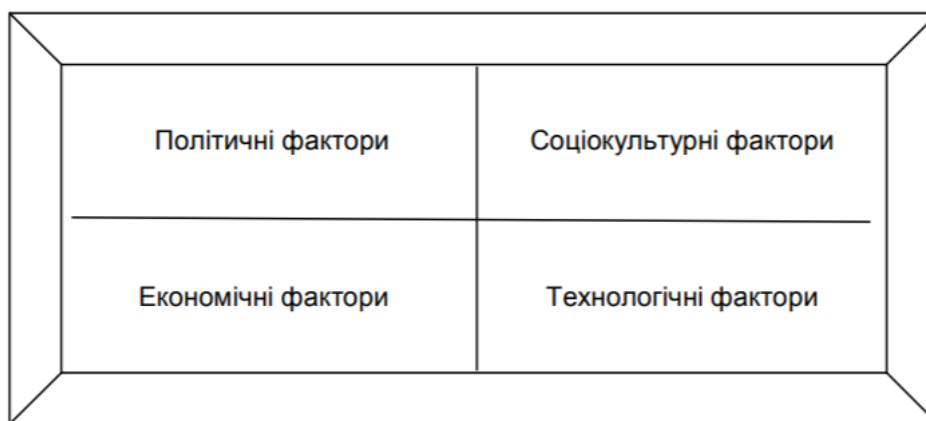 Політичні фактори
Соціокультурні фактори
Економічні фактори
Технологічні фактори